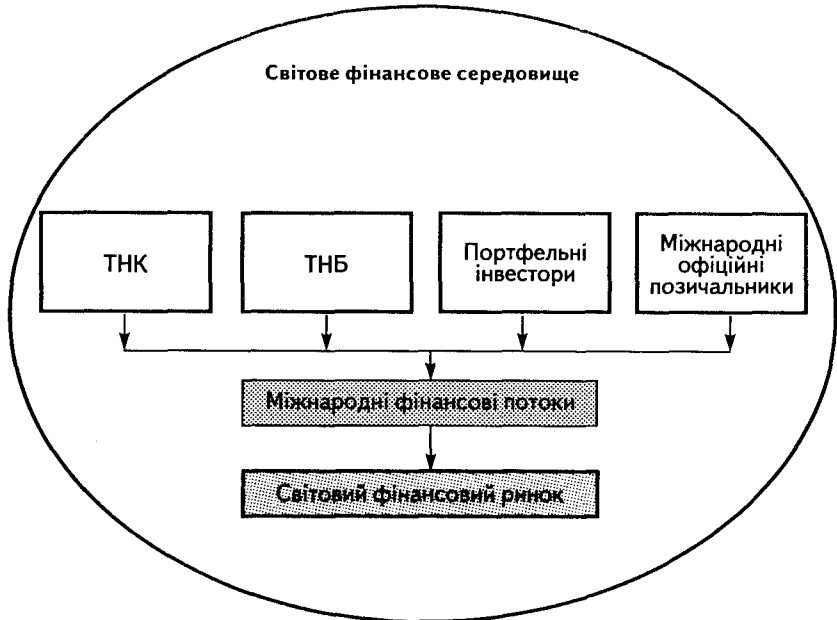 Світове фінансове середовище
ТНК
ТНБ
Портфельні
інвестори
Міжнародні
офіційні
позичальники
Міжнародні фінансові потоки
Світовий фінансовий ринок